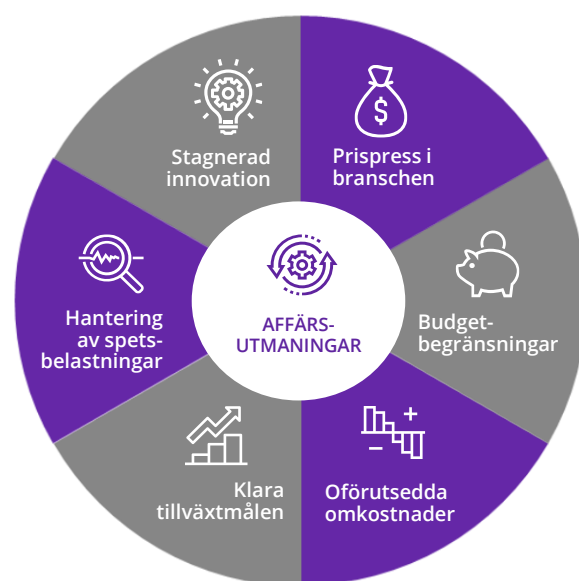 Stagnerad
innovation
Prispress i
branschen
Hantering
av spets-
belastningar
AFFÄRS-
UTMANINGAR
Budget-
begränsningar
Klara
tillväxtmålen
Oförutsedda
omkostnader